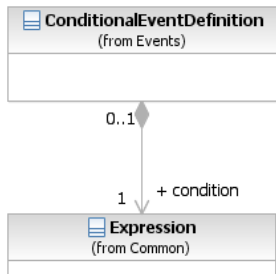 ConditionalEventDefinition
(from Events)
0..1
+ condition
1
Expression
(from Common)